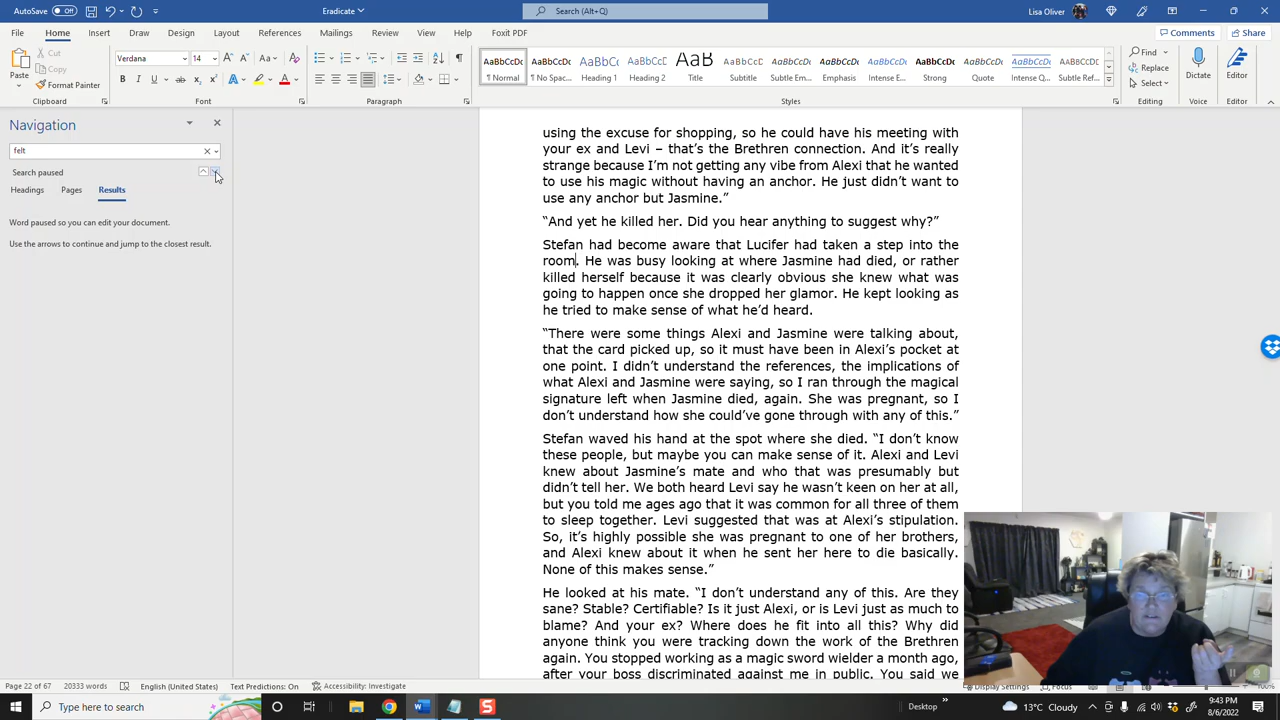 Eradicate
Search (Alt+Q)
Lisa Oliver
File Home Insert Draw Design Layout References Mailings Review View Help Foxit PDF
Comments Share
Paste Cut Copy Format Painter
Verdana 14
AaBbCcDc AaBbCcDc AaBbCc AaBbCcD AaB AaBbCcD AaBbCcDt AaBbCcDt AaBbCcDt AaBbCcDc AaBbCcDt AaBbCcDt AaBbCcDt
¶ Normal ¶ No Spac... Heading 1 Heading 2 Title Subtitle Subtle Em... Emphasis Intense E... Strong Quote Intense Q... Subtle Ref...
Find Replace Select Dictate Editor
Clipboard Font Paragraph Styles Editing Voice Editor
Navigation
felt
Search paused
Headings Pages Results
Word paused so you can edit your document.
Use the arrows to continue and jump to the closest result.
using the excuse for shopping, so he could have his meeting with
your ex and Levi – that’s the Brethren connection. And it’s really
strange because I’m not getting any vibe from Alexi that he wanted
to use his magic without having an anchor. He just didn’t want to
use any anchor but Jasmine.”
“And yet he killed her. Did you hear anything to suggest why?”
Stefan had become aware that Lucifer had taken a step into the
room. He was busy looking at where Jasmine had died, or rather
killed herself because it was clearly obvious she knew what was
going to happen once she dropped her glamor. He kept looking as
he tried to make sense of what he’d heard.
“There were some things Alexi and Jasmine were talking about,
that the card picked up, so it must have been in Alexi’s pocket at
one point. I didn’t understand the references, the implications of
what Alexi and Jasmine were saying, so I ran through the magical
signature left when Jasmine died, again. She was pregnant, so I
don’t understand how she could’ve gone through with any of this.”
Stefan waved his hand at the spot where she died. “I don’t know
these people, but maybe you can make sense of it. Alexi and Levi
knew about Jasmine’s mate and who that was presumably but
didn’t tell her. We both heard Levi say he wasn’t keen on her at all,
but you told me ages ago that it was common for all three of them
to sleep together. Levi suggested that was at Alexi’s stipulation.
So, it’s highly possible she was pregnant to one of her brothers,
and Alexi knew about it when he sent her here to die basically.
None of this makes sense.”
He looked at his mate. “I don’t understand any of this. Are they
sane? Stable? Certifiable? Is it just Alexi, or is Levi just as much to
blame? And your ex? Where does he fit into all this? Why did
anyone think you were tracking down the work of the Brethren
again. You stopped working as a magic sword wielder a month ago,
after your boss discriminated against me in public. You said we
Page 22 of 67 20333 words English (United States) Text Predictions: On Accessibility: Investigate Display Settings Focus 100%
Type here to search
Desktop
13°C Cloudy
9:43 PM
8/6/2022